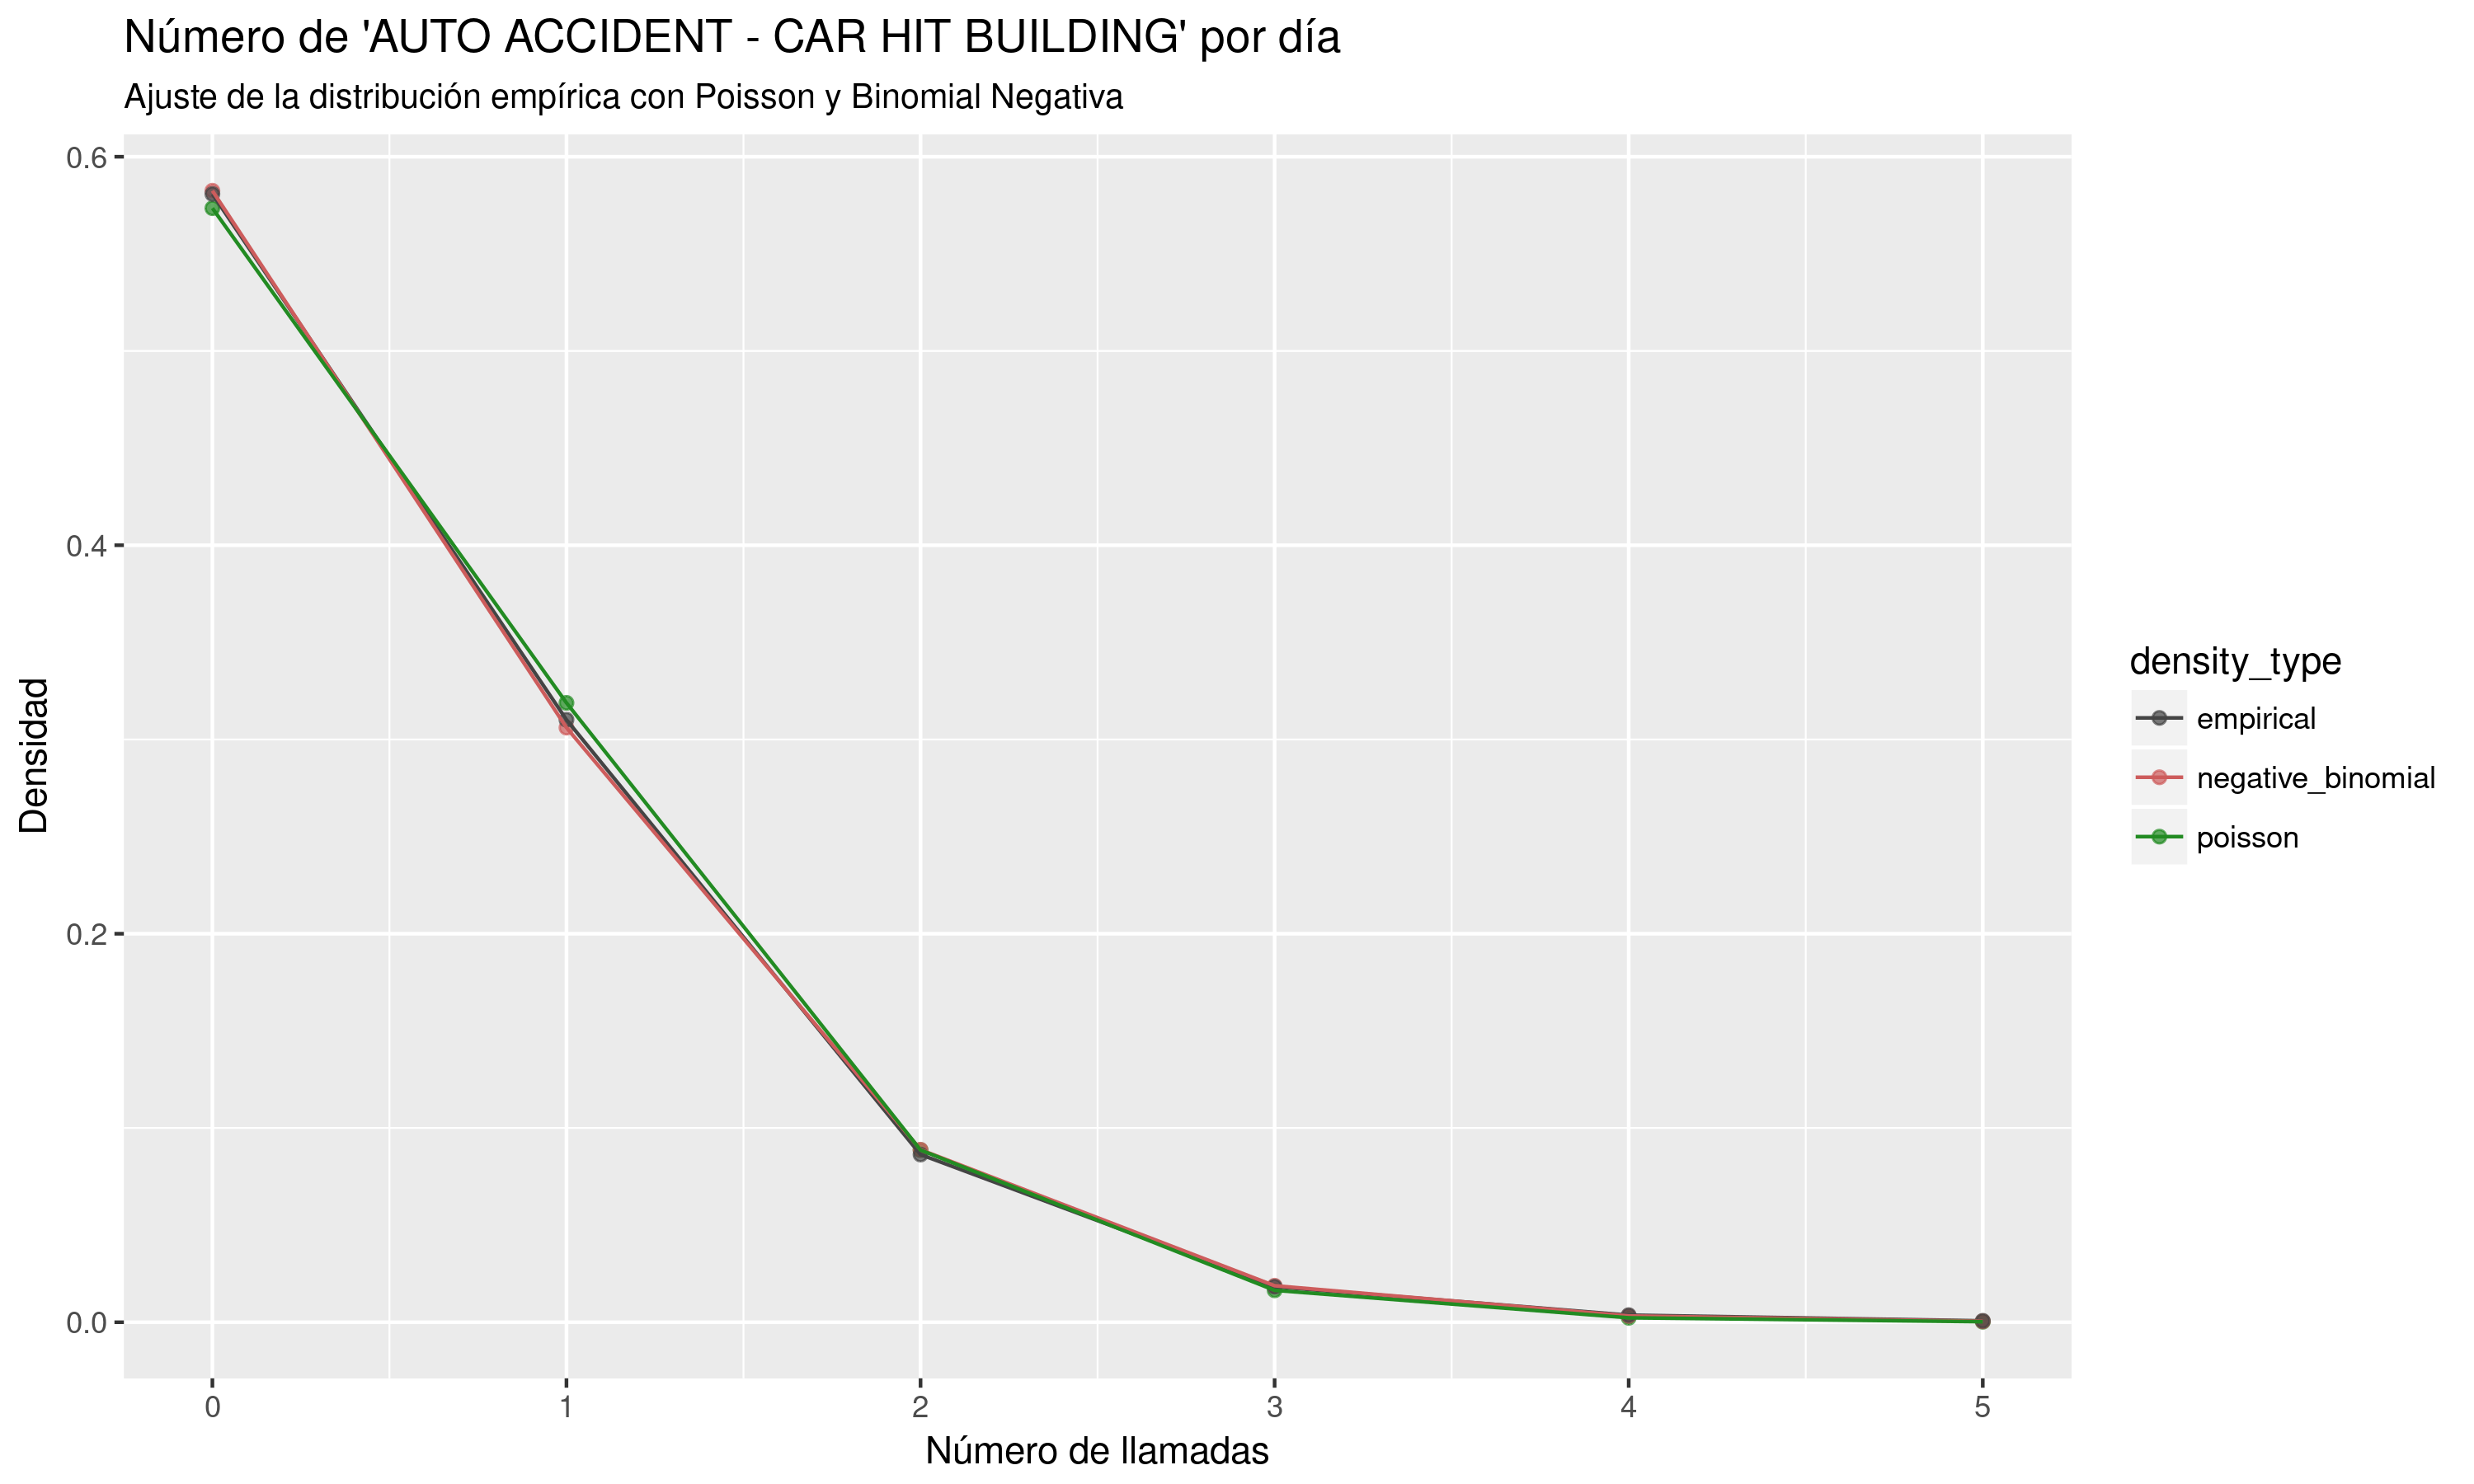 Número de 'AUTO ACCIDENT - CAR HIT BUILDING' por día
Ajuste de la distribución empírica con Poisson y Binomial Negativa
0.6
0.4
0.2
0.0
Densidad
0 1 2 3 4 5
Número de llamadas
density_type
empirical
negative_binomial
poisson